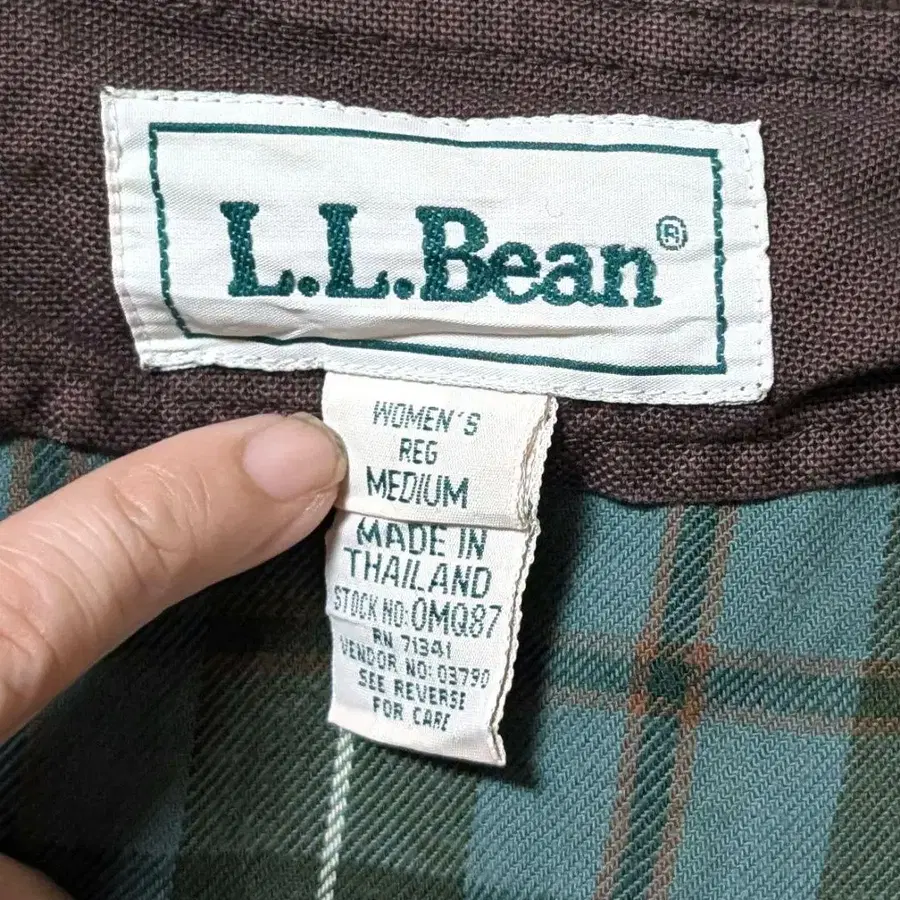 L.L.Bean®
WOMEN'S
REG
MEDIUM
MADE IN
THAILAND
STOCK NO:0MQ87
RN 71341
VENDOR NO:03790
SEE REVERSE
FOR CARE